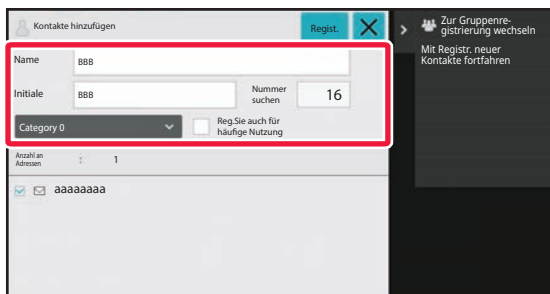 Kontakte hinzufügen
Regist.
Name
BBB
Initiale
BBB
Nummer
suchen
16
Category 0
Reg.Sie auch für
häufige Nutzung
Anzahl an
Adressen
:
1
aaaaaaaa
Zur Gruppenre-
gistrierung wechseln
Mit Registr. neuer
Kontakte fortfahren